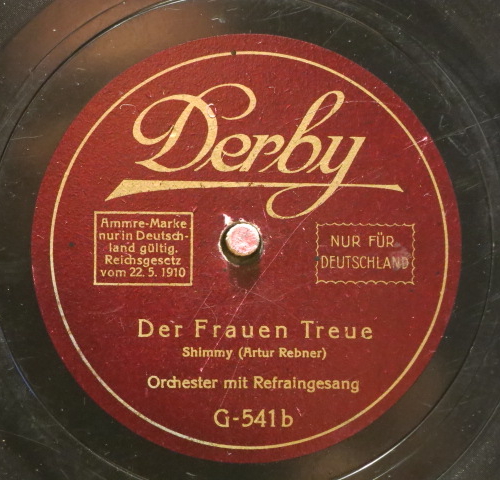 Derby
Ammre-Marke
nur in Deutsch-
land gültig.
Reichsgesetz
vom 22. 5. 1910
NUR FÜR
DEUTSCHLAND
Der Frauen Treue
Shimmy (Artur Rebner)
Orchester mit Refraingesang
G-541b